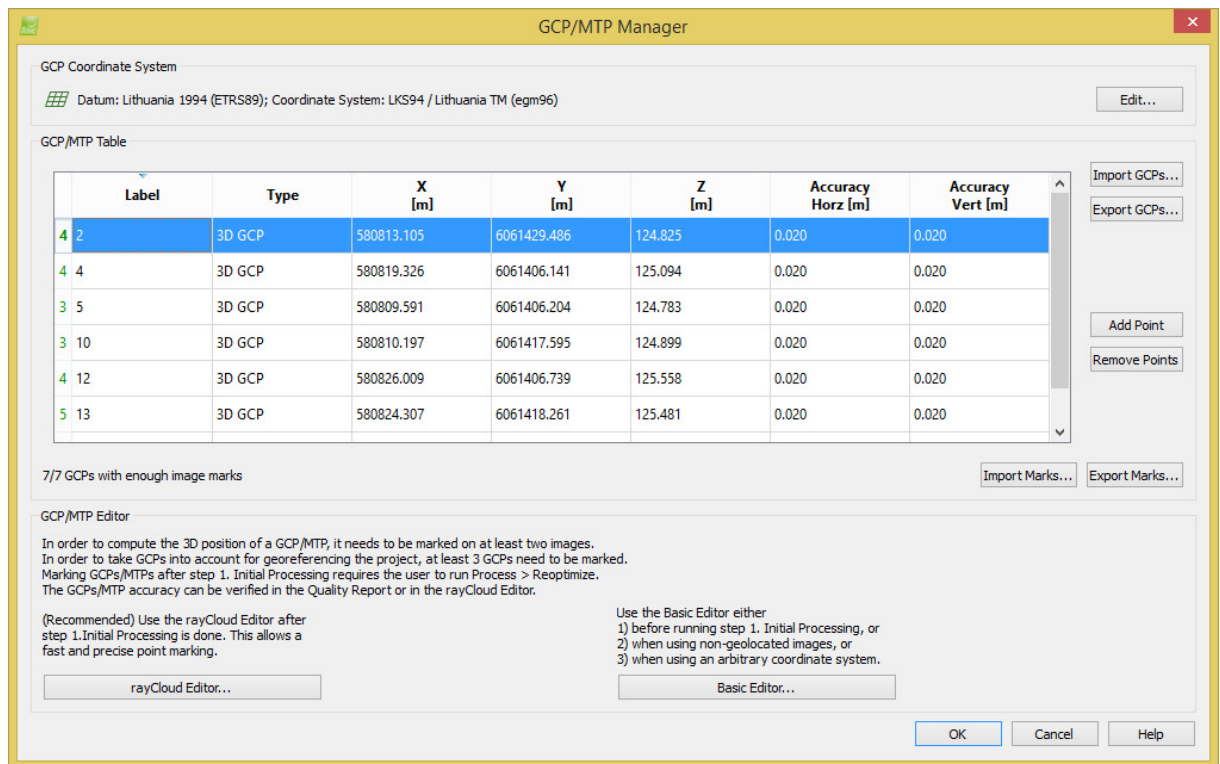 GCP/MTP Manager
GCP Coordinate System
Datum: Lithuania 1994 (ETRS89); Coordinate System: LKS94 / Lithuania TM (egm96)
Edit...
GCP/MTP Table
Label Type X [m] Y [m] Z [m] Accuracy Horz [m] Accuracy Vert [m]
4 2 3D GCP 580813.105 6061429.486 124.825 0.020 0.020
4 4 3D GCP 580819.326 6061406.141 125.094 0.020 0.020
3 5 3D GCP 580809.591 6061406.204 124.783 0.020 0.020
3 10 3D GCP 580810.197 6061417.595 124.899 0.020 0.020
4 12 3D GCP 580826.009 6061406.739 125.558 0.020 0.020
5 13 3D GCP 580824.307 6061418.261 125.481 0.020 0.020
Import GCPs...
Export GCPs...
Add Point
Remove Points
7/7 GCPs with enough image marks
Import Marks...
Export Marks...
GCP/MTP Editor
In order to compute the 3D position of a GCP/MTP, it needs to be marked on at least two images.
In order to take GCPs into account for georeferencing the project, at least 3 GCPs need to be marked.
Marking GCPs/MTPs after step 1. Initial Processing requires the user to run Process > Reoptimize.
The GCPs/MTP accuracy can be verified in the Quality Report or in the rayCloud Editor.
(Recommended) Use the rayCloud Editor after
step 1.Initial Processing is done. This allows a
fast and precise point marking.
rayCloud Editor...
Use the Basic Editor either
1) before running step 1. Initial Processing, or
2) when using non-geolocated images, or
3) when using an arbitrary coordinate system.
Basic Editor...
OK
Cancel
Help